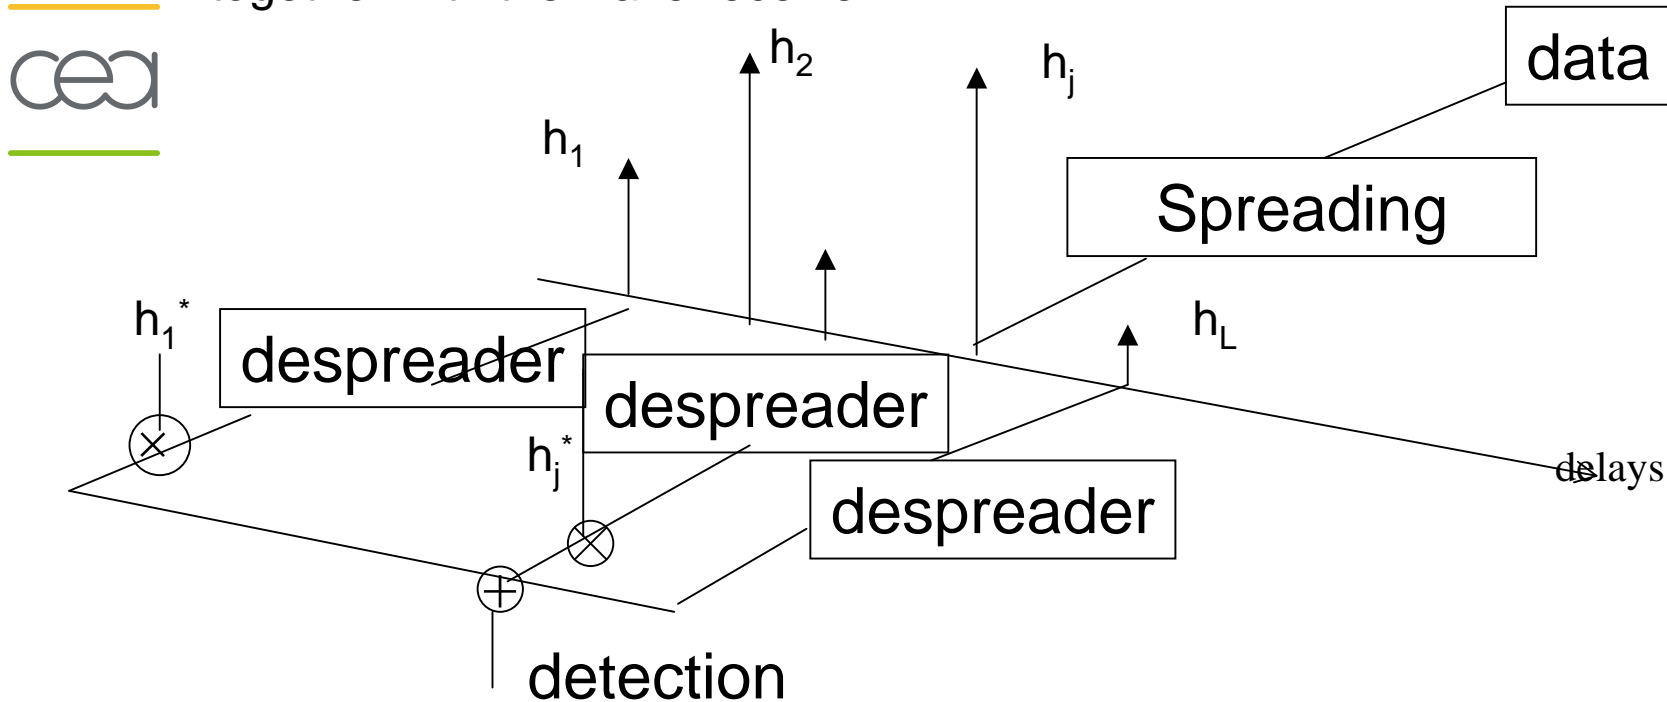 cea
h2
hj
data
h1
Spreading
h1*
hL
despreader
despreader
hj*
delays
despreader
detection